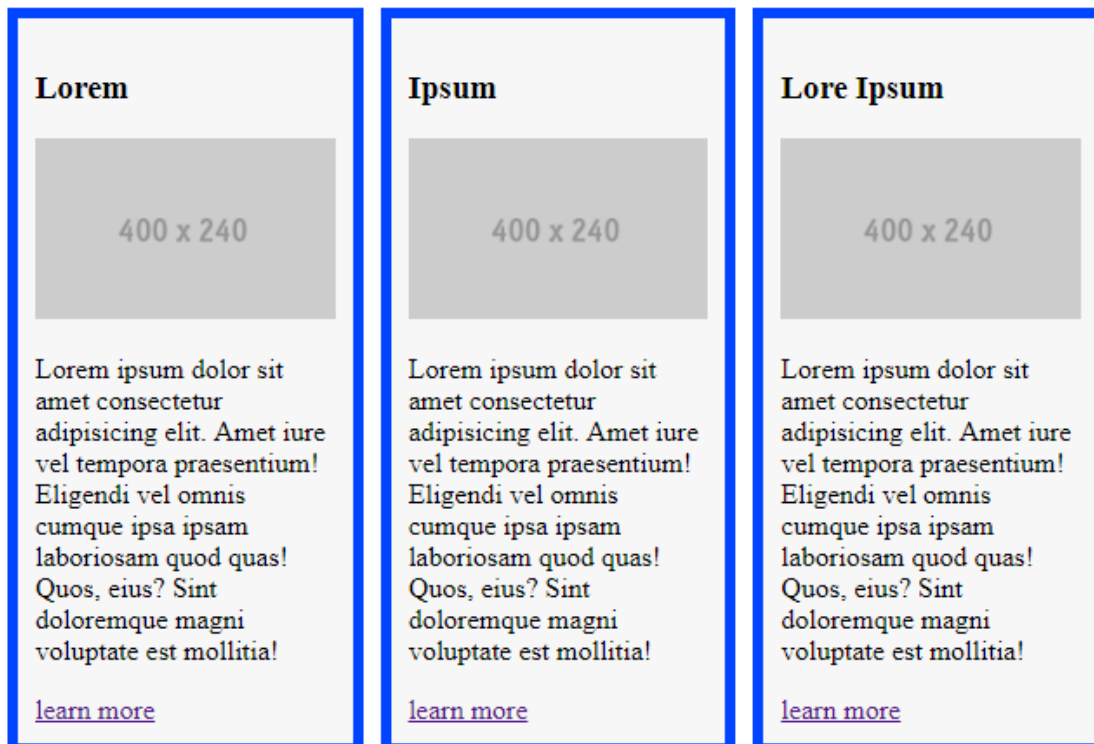 Lorem
400 x 240
Lorem ipsum dolor sit
amet consectetur
adipisicing elit. Amet iure
vel tempora praesentium!
Eligendi vel omnis
cumque ipsa ipsam
laboriosam quod quas!
Quos, eius? Sint
doloremque magni
voluptate est mollitia!
learn more
Ipsum
400 x 240
Lorem ipsum dolor sit
amet consectetur
adipisicing elit. Amet iure
vel tempora praesentium!
Eligendi vel omnis
cumque ipsa ipsam
laboriosam quod quas!
Quos, eius? Sint
doloremque magni
voluptate est mollitia!
learn more
Lore Ipsum
400 x 240
Lorem ipsum dolor sit
amet consectetur
adipisicing elit. Amet iure
vel tempora praesentium!
Eligendi vel omnis
cumque ipsa ipsam
laboriosam quod quas!
Quos, eius? Sint
doloremque magni
voluptate est mollitia!
learn more